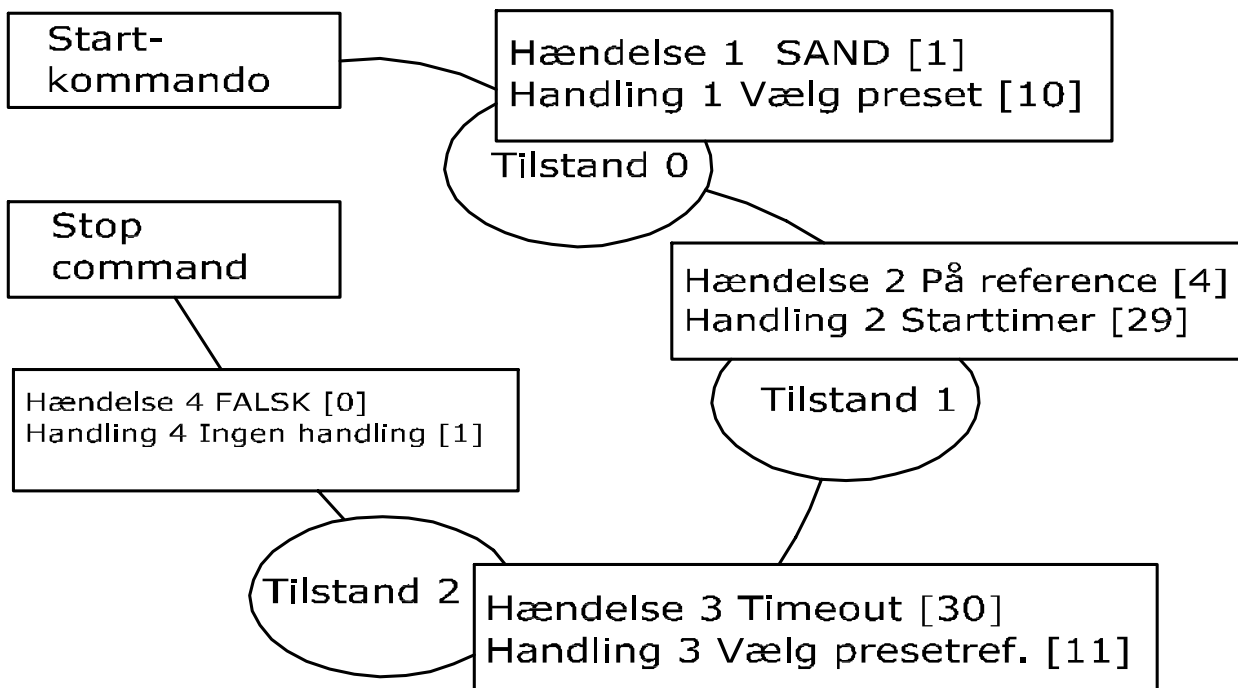 Start-
kommando
Hændelse 1 SAND [1]
Handling 1 Vælg preset [10]
Tilstand 0
Stop
command
Hændelse 2 På reference [4]
Handling 2 Starttimer [29]
Tilstand 1
Hændelse 4 FALSK [0]
Handling 4 Ingen handling [1]
Tilstand 2
Hændelse 3 Timeout [30]
Handling 3 Vælg presetref. [11]